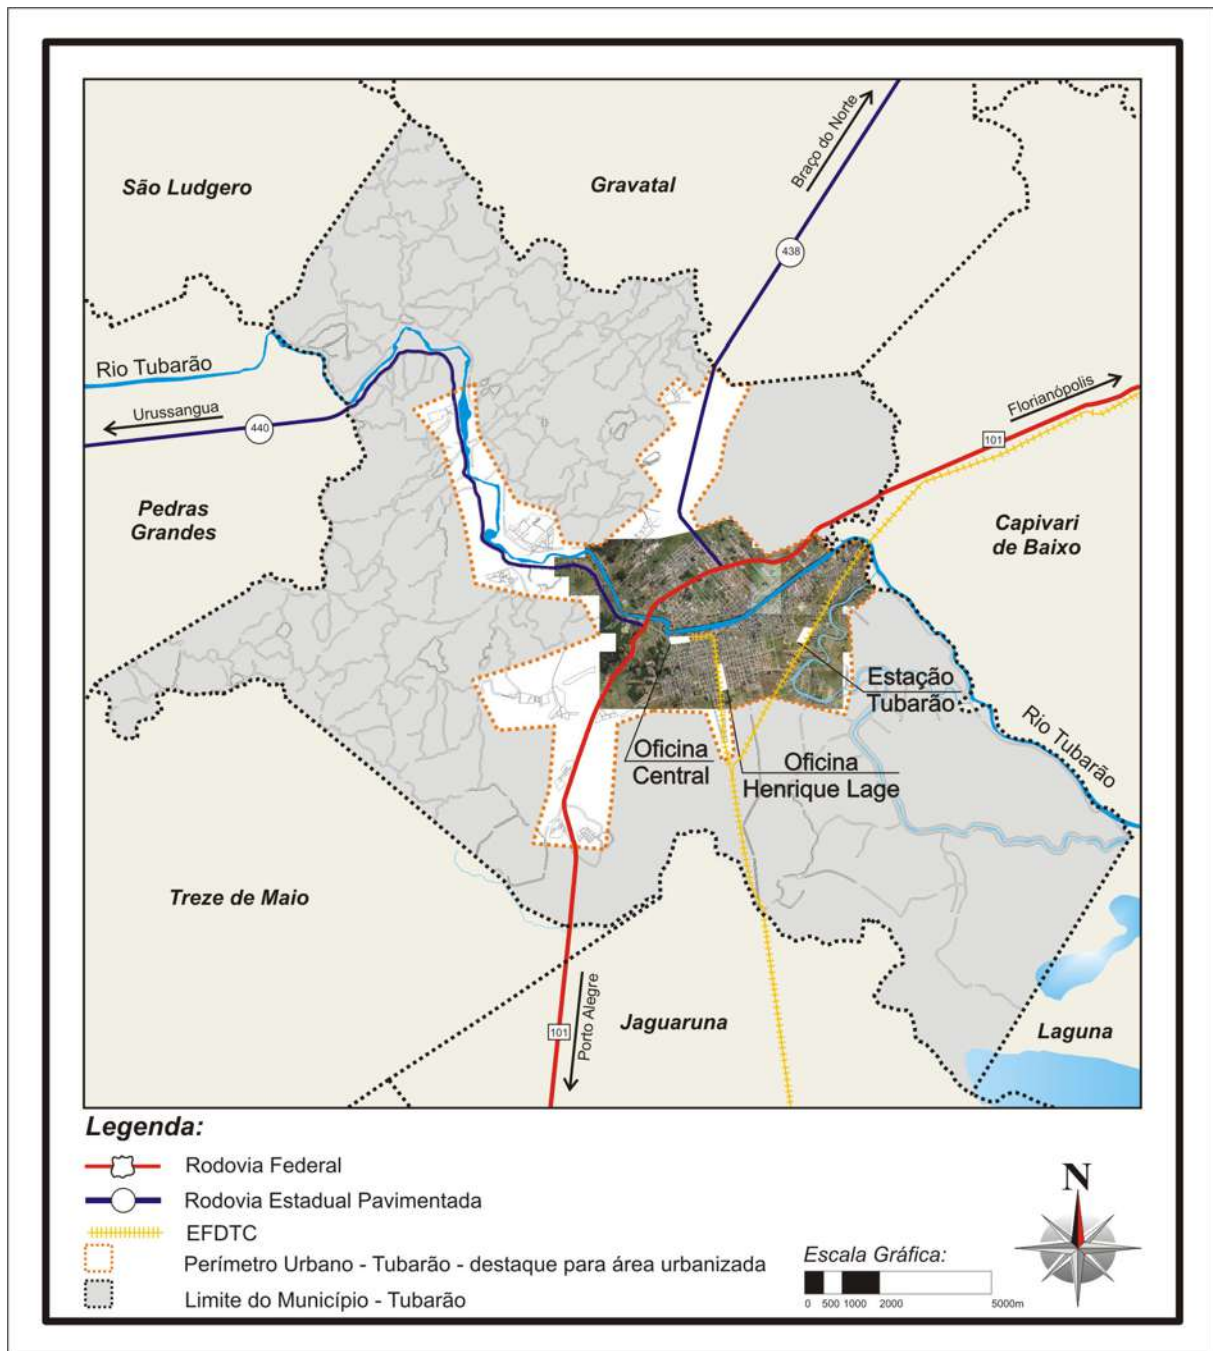 Braço do Norte
São Ludgero
Gravatal
438
Rio Tubarão
Urussangua
440
Florianópolis
101
Pedras
Grandes
Capivari
de Baixo
Estação
Tubarão
Oficina
Central
Oficina
Henrique Lage
Rio Tubarão
Treze de Maio
Porto Alegre
101
Jaguaruna
Laguna
Legenda:
Rodovia Federal
Rodovia Estadual Pavimentada
EFDTC
Perímetro Urbano - Tubarão - destaque para área urbanizada
Limite do Município - Tubarão
N
Escala Gráfica:
0 500 1000 2000 5000m